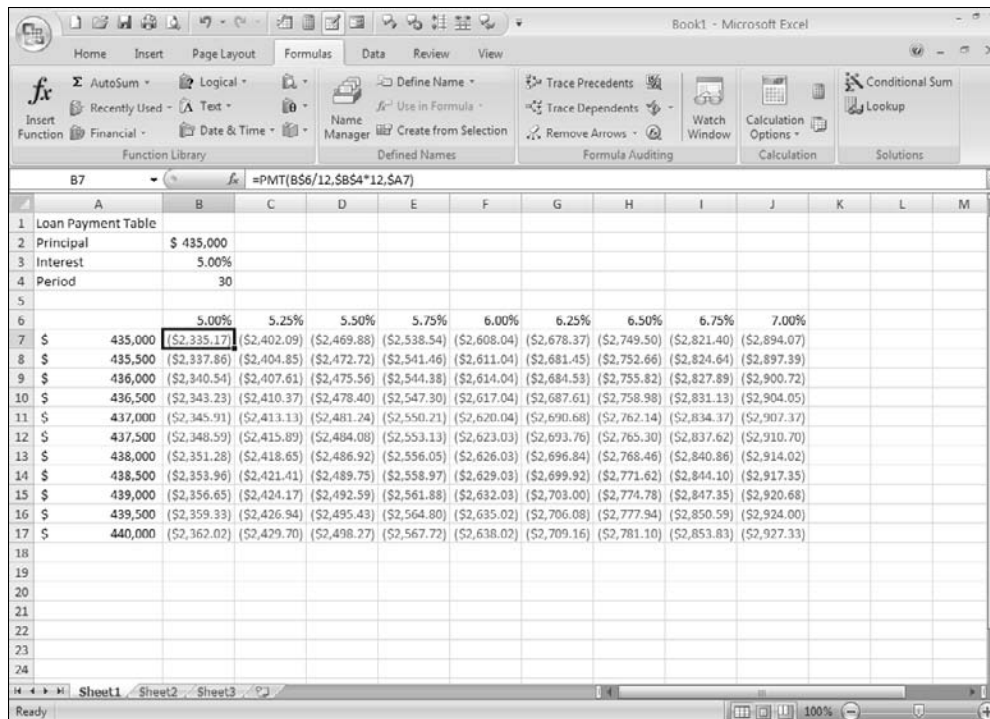 Book1 - Microsoft Excel
Home Insert Page Layout Formulas Data Review View
fx Insert Function
Σ AutoSum
Recently Used
Financial
Logical
A Text
Date & Time
Function Library
Name Manager
Define Name
fx Use in Formula
Create from Selection
Defined Names
Trace Precedents
Trace Dependents
Remove Arrows
Formula Auditing
Watch Window
Calculation Options
Calculation
Conditional Sum
Lookup
Solutions
B7 fx =PMT(B$6/12,$B$4*12,$A7)
A B C D E F G H I J K L M
1 Loan Payment Table
2 Principal $ 435,000
3 Interest 5.00%
4 Period 30
5
6 5.00% 5.25% 5.50% 5.75% 6.00% 6.25% 6.50% 6.75% 7.00%
7 $ 435,000 ($2,335.17) ($2,402.09) ($2,469.88) ($2,538.54) ($2,608.04) ($2,678.37) ($2,749.50) ($2,821.40) ($2,894.07)
8 $ 435,500 ($2,337.86) ($2,404.85) ($2,472.72) ($2,541.46) ($2,611.04) ($2,681.45) ($2,752.66) ($2,824.64) ($2,897.39)
9 $ 436,000 ($2,340.54) ($2,407.61) ($2,475.56) ($2,544.38) ($2,614.04) ($2,684.53) ($2,755.82) ($2,827.89) ($2,900.72)
10 $ 436,500 ($2,343.23) ($2,410.37) ($2,478.40) ($2,547.30) ($2,617.04) ($2,687.61) ($2,758.98) ($2,831.13) ($2,904.05)
11 $ 437,000 ($2,345.91) ($2,413.13) ($2,481.24) ($2,550.21) ($2,620.04) ($2,690.68) ($2,762.14) ($2,834.37) ($2,907.37)
12 $ 437,500 ($2,348.59) ($2,415.89) ($2,484.08) ($2,553.13) ($2,623.03) ($2,693.76) ($2,765.30) ($2,837.62) ($2,910.70)
13 $ 438,000 ($2,351.28) ($2,418.65) ($2,486.92) ($2,556.05) ($2,626.03) ($2,696.84) ($2,768.46) ($2,840.86) ($2,914.02)
14 $ 438,500 ($2,353.96) ($2,421.41) ($2,489.75) ($2,558.97) ($2,629.03) ($2,699.92) ($2,771.62) ($2,844.10) ($2,917.35)
15 $ 439,000 ($2,356.65) ($2,424.17) ($2,492.59) ($2,561.88) ($2,632.03) ($2,703.00) ($2,774.78) ($2,847.35) ($2,920.68)
16 $ 439,500 ($2,359.33) ($2,426.94) ($2,495.43) ($2,564.80) ($2,635.02) ($2,706.08) ($2,777.94) ($2,850.59) ($2,924.00)
17 $ 440,000 ($2,362.02) ($2,429.70) ($2,498.27) ($2,567.72) ($2,638.02) ($2,709.16) ($2,781.10) ($2,853.83) ($2,927.33)
18
19
20
21
22
23
24
Sheet1 Sheet2 Sheet3
Ready 100%